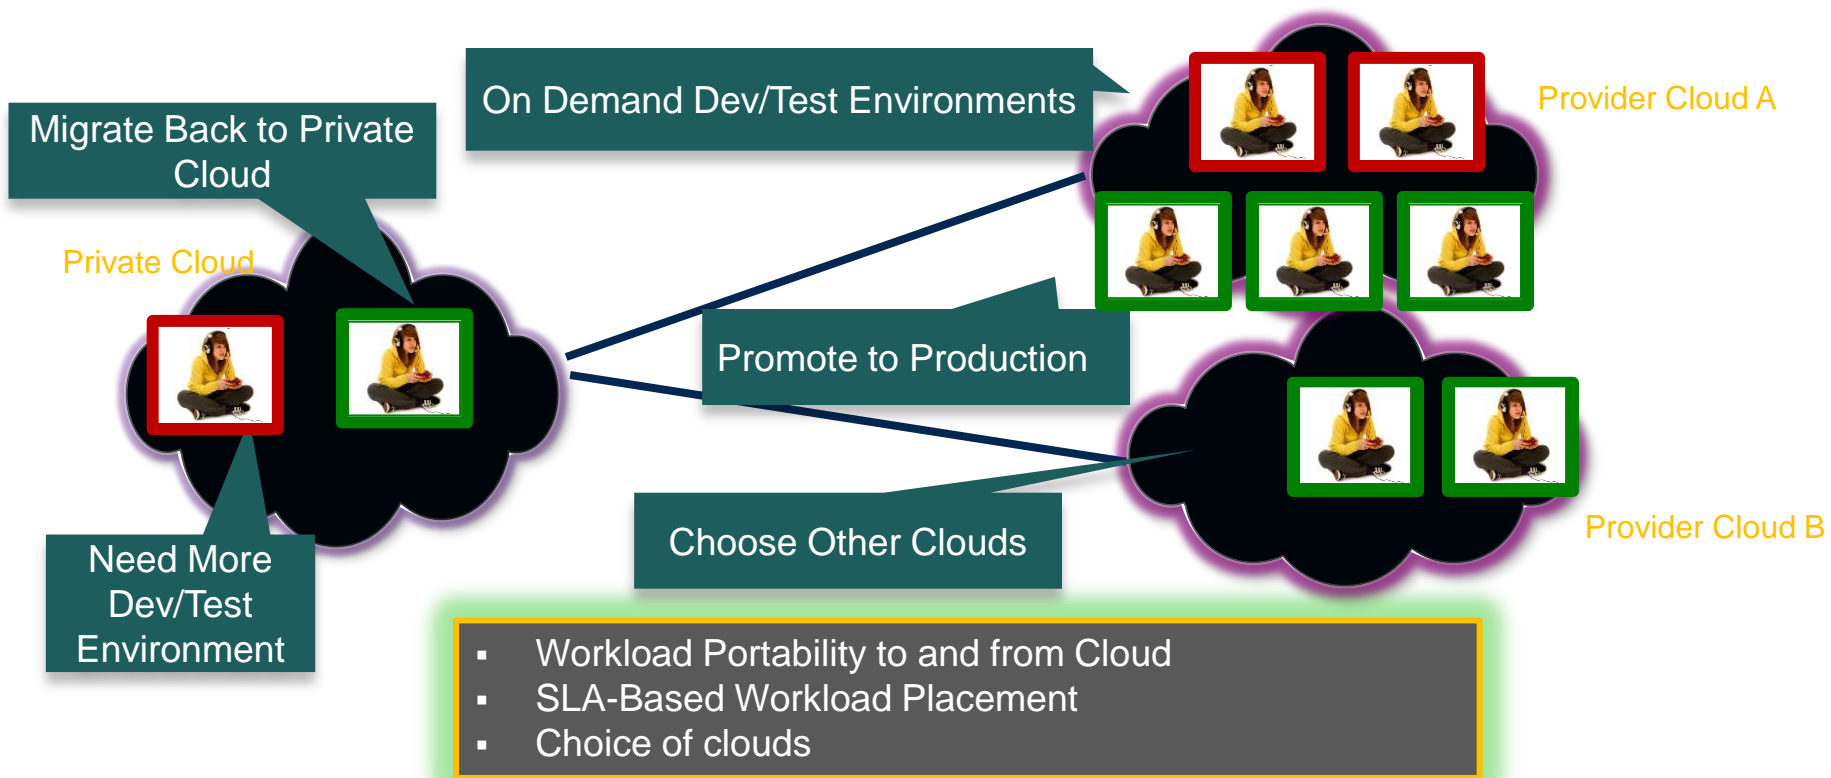 On Demand Dev/Test Environments
Provider Cloud A
Migrate Back to Private
Cloud
Private Cloud
Promote to Production
Choose Other Clouds
Provider Cloud B
Need More
Dev/Test
Environment
▪ Workload Portability to and from Cloud
▪ SLA-Based Workload Placement
▪ Choice of clouds